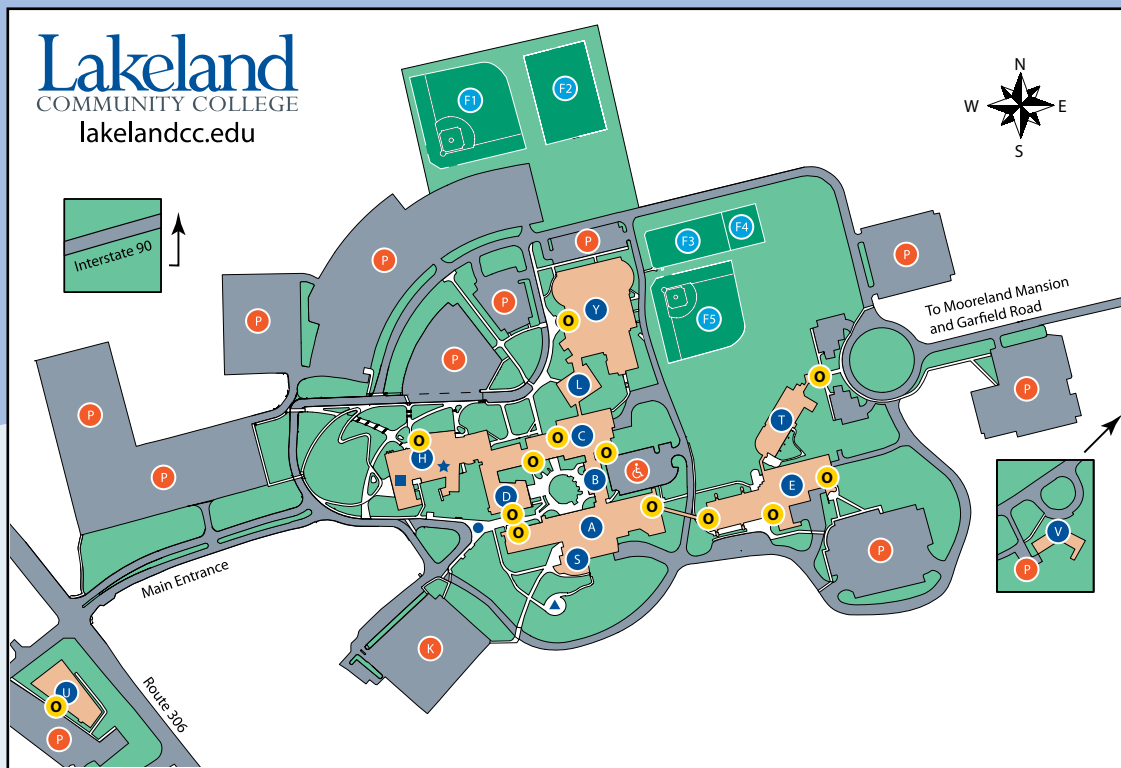 Lakeland
COMMUNITY COLLEGE
lakelandcc.edu
N
W E
S
F1
F2
Interstate 90
P
P
P
P
P
P
P
P
F3
F4
F5
P
To Mooreland Mansion
and Garfield Road
P
Y
O
L
O
T
C
O
O
O
H
O
B
D
O
O
A
O
S
O
E
O
O
P
V
P
Main Entrance
K
Route 306
U
O
P